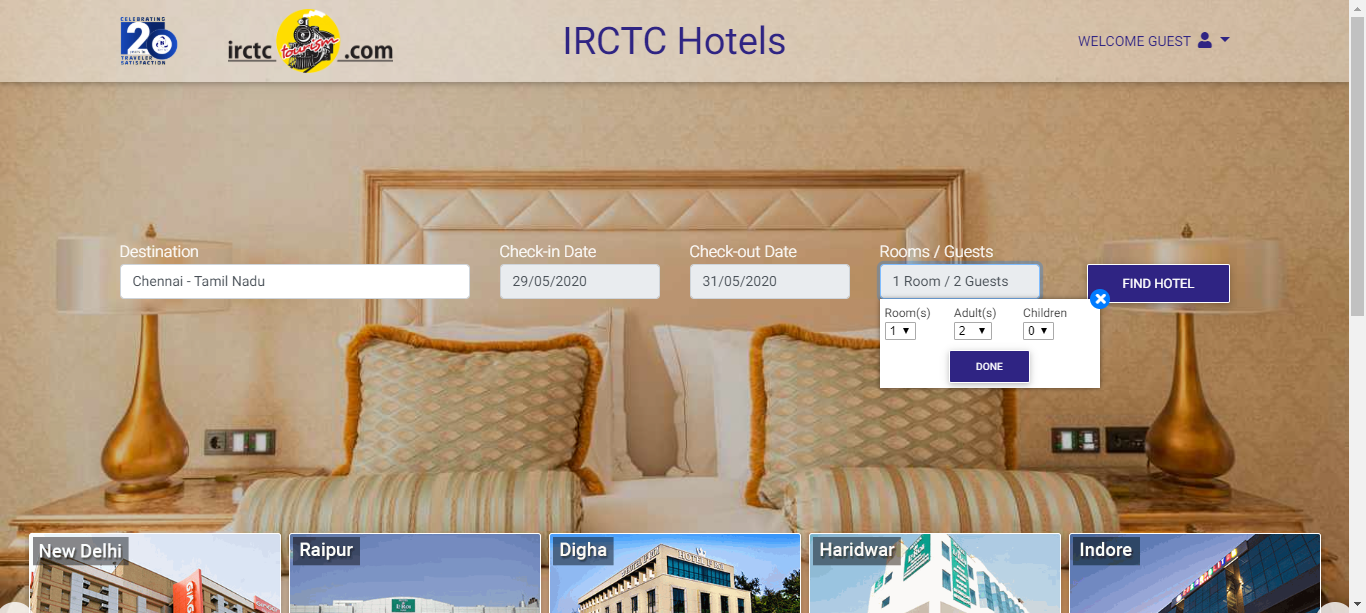 CELEBRATING
20
TRAVELER
SATISFACTION
irctc tourism .com
IRCTC Hotels
WELCOME GUEST
Destination
Check-in Date
Check-out Date
Rooms / Guests
Chennai - Tamil Nadu
29/05/2020
31/05/2020
1 Room / 2 Guests
FIND HOTEL
Room(s)
Adult(s)
Children
1
2
0
DONE
New Delhi
Raipur
Digha
Haridwar
Indore